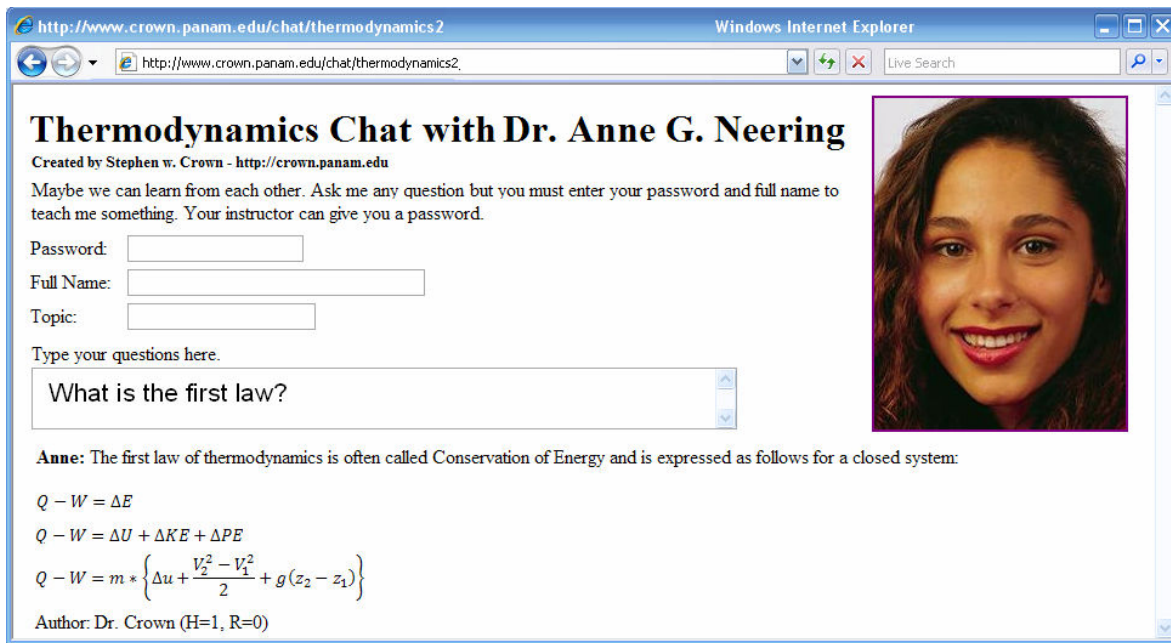 http://www.crown.panam.edu/chat/thermodynamics2 Windows Internet Explorer
http://www.crown.panam.edu/chat/thermodynamics2 Live Search
Thermodynamics Chat with Dr. Anne G. Neering
Created by Stephen w. Crown - http://crown.panam.edu
Maybe we can learn from each other. Ask me any question but you must enter your password and full name to
teach me something. Your instructor can give you a password.
Password:
Full Name:
Topic:
Type your questions here.
What is the first law?
Anne: The first law of thermodynamics is often called Conservation of Energy and is expressed as follows for a closed system:
Q − W = ΔE
Q − W = ΔU + ΔKE + ΔPE
Q − W = m * {Δu + (V₂² − V₁²)/2 + g(z₂ − z₁)}
Author: Dr. Crown (H=1, R=0)